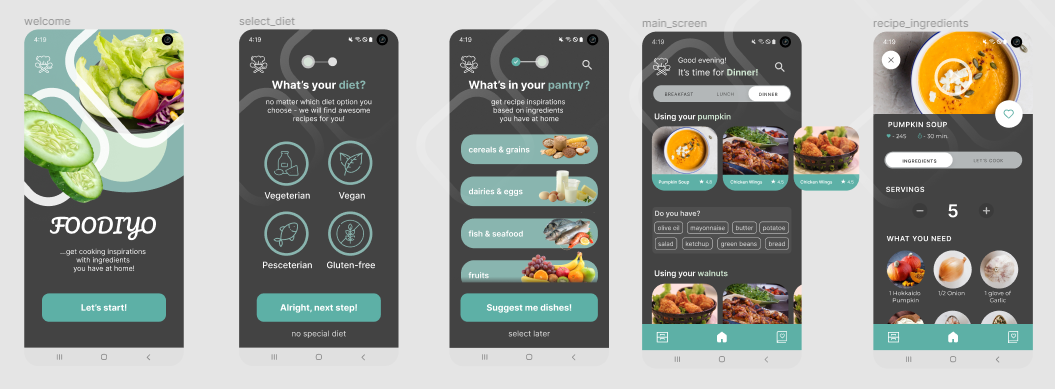 welcome
4:19
FOODIYO
...get cooking inspirations
with ingredients
you have at home!
Let's start!
select_diet
4:19
What's your diet?
no matter which diet option you
choose - we will find awesome
recipes for you!
Vegeterian
Vegan
Pesceterian
Gluten-free
Alright, next step!
no special diet
4:19
What's in your pantry?
get recipe inspirations
based on ingredients
you have at home
cereals & grains
dairies & eggs
fish & seafood
fruits
Suggest me dishes!
select later
main_screen
4:19
Good evening!
It's time for Dinner!
BREAKFAST
LUNCH
DINNER
Using your pumpkin
Pumpkin Soup
4.8
Chicken Wings
4.5
Chicken Wings
4.5
Do you have?
olive oil
mayonnaise
butter
potatoe
salad
ketchup
green beans
bread
Using your walnuts
recipe_ingredients
4:19
PUMPKIN SOUP
- 245
- 30 min.
INGREDIENTS
LET'S COOK
SERVINGS
5
WHAT YOU NEED
1 Hokkaido
Pumpkin
1/2 Onion
1 glove of
Garlic